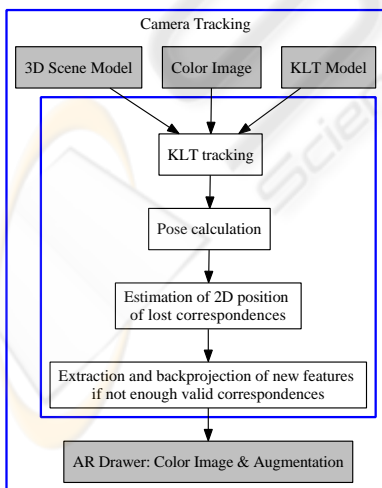 Camera Tracking
3D Scene Model
Color Image
KLT Model
KLT tracking
Pose calculation
Estimation of 2D position
of lost correspondences
Extraction and backprojection of new features
if not enough valid correspondences
AR Drawer: Color Image & Augmentation